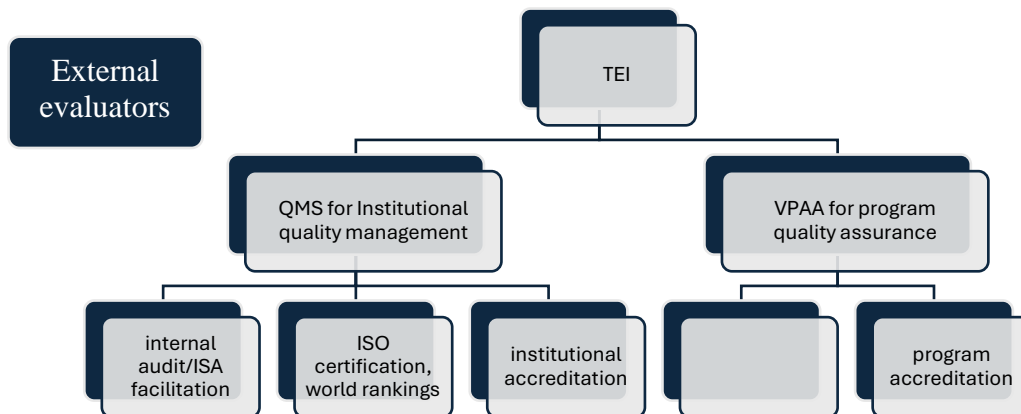 External
evaluators
TEI
QMS for Institutional
quality management
VPAA for program
quality assurance
internal
audit/ISA
facilitation
ISO
certification,
world rankings
institutional
accreditation
program
accreditation